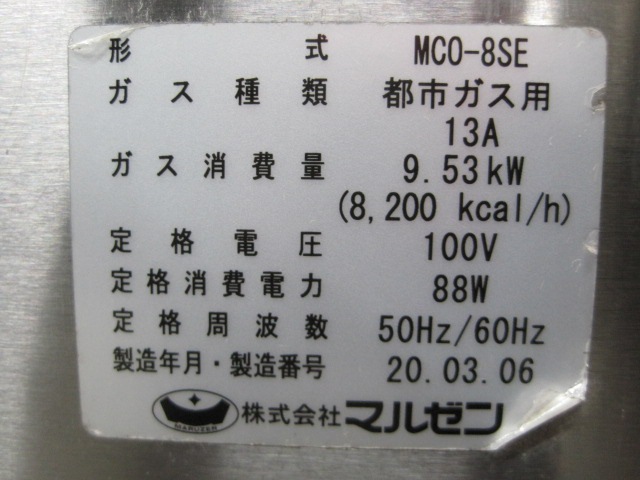 形式 MCO-8SE
ガス種類 都市ガス用
13A
ガス消費量 9.53kW
(8,200 kcal/h)
定格電圧 100V
定格消費電力 88W
定格周波数 50Hz/60Hz
製造年月・製造番号 20.03.06
MARUZEN 株式会社マルゼン